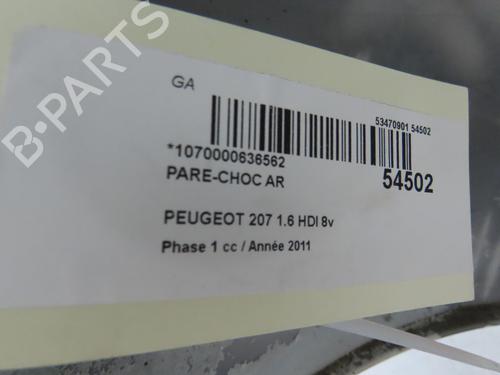 B-PARTS
GA
53470901 54502
*1070000636562
PARE-CHOC AR
54502
PEUGEOT 207 1.6 HDI 8v
Phase 1 cc / Année 2011